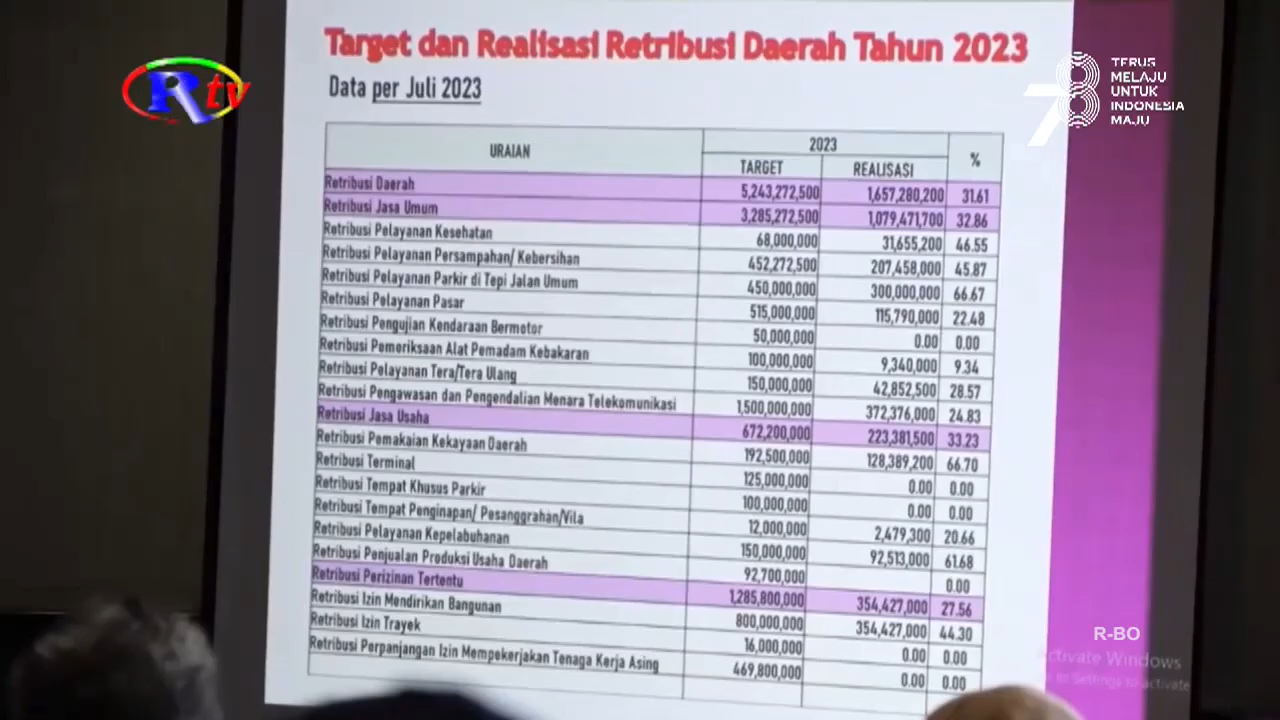 Target dan Realisasi Retribusi Daerah Tahun 2023
Data per Juli 2023
Rtv
78
TERUS
MELAJU
UNTUK
INDONESIA
MAJU
URAIAN 2023 %
TARGET REALISASI
Retribusi Daerah 5,243,272,500 1,657,280,200 31.61
Retribusi Jasa Umum 3,285,272,500 1,079,471,700 32.86
Retribusi Pelayanan Kesehatan 68,000,000 31,655,200 46.55
Retribusi Pelayanan Persampahan/ Kebersihan 452,272,500 207,458,000 45.87
Retribusi Pelayanan Parkir di Tepi Jalan Umum 450,000,000 300,000,000 66.67
Retribusi Pelayanan Pasar 515,000,000 115,790,000 22.48
Retribusi Pengujian Kendaraan Bermotor 50,000,000 0.00 0.00
Retribusi Pemeriksaan Alat Pemadam Kebakaran 100,000,000 9,340,000 9.34
Retribusi Pelayanan Tera/Tera Ulang 150,000,000 42,852,500 28.57
Retribusi Pengawasan dan Pengendalian Menara Telekomunikasi 1,500,000,000 372,376,000 24.83
Retribusi Jasa Usaha 672,200,000 223,381,500 33.23
Retribusi Pemakaian Kekayaan Daerah 192,500,000 128,389,200 66.70
Retribusi Terminal 125,000,000 0.00 0.00
Retribusi Tempat Khusus Parkir 100,000,000 0.00 0.00
Retribusi Tempat Penginapan/ Pesanggrahan/Vila 12,000,000 2,479,300 20.66
Retribusi Pelayanan Kepelabuhanan 150,000,000 92,513,000 61.68
Retribusi Penjualan Produksi Usaha Daerah 92,700,000 0.00
Retribusi Perizinan Tertentu 1,285,800,000 354,427,000 27.56
Retribusi Izin Mendirikan Bangunan 800,000,000 354,427,000 44.30
Retribusi Izin Trayek 16,000,000 0.00 0.00
Retribusi Perpanjangan Izin Mempekerjakan Tenaga Kerja Asing 469,800,000 0.00 0.00
R-BO
Activate Windows
to Settings to activate